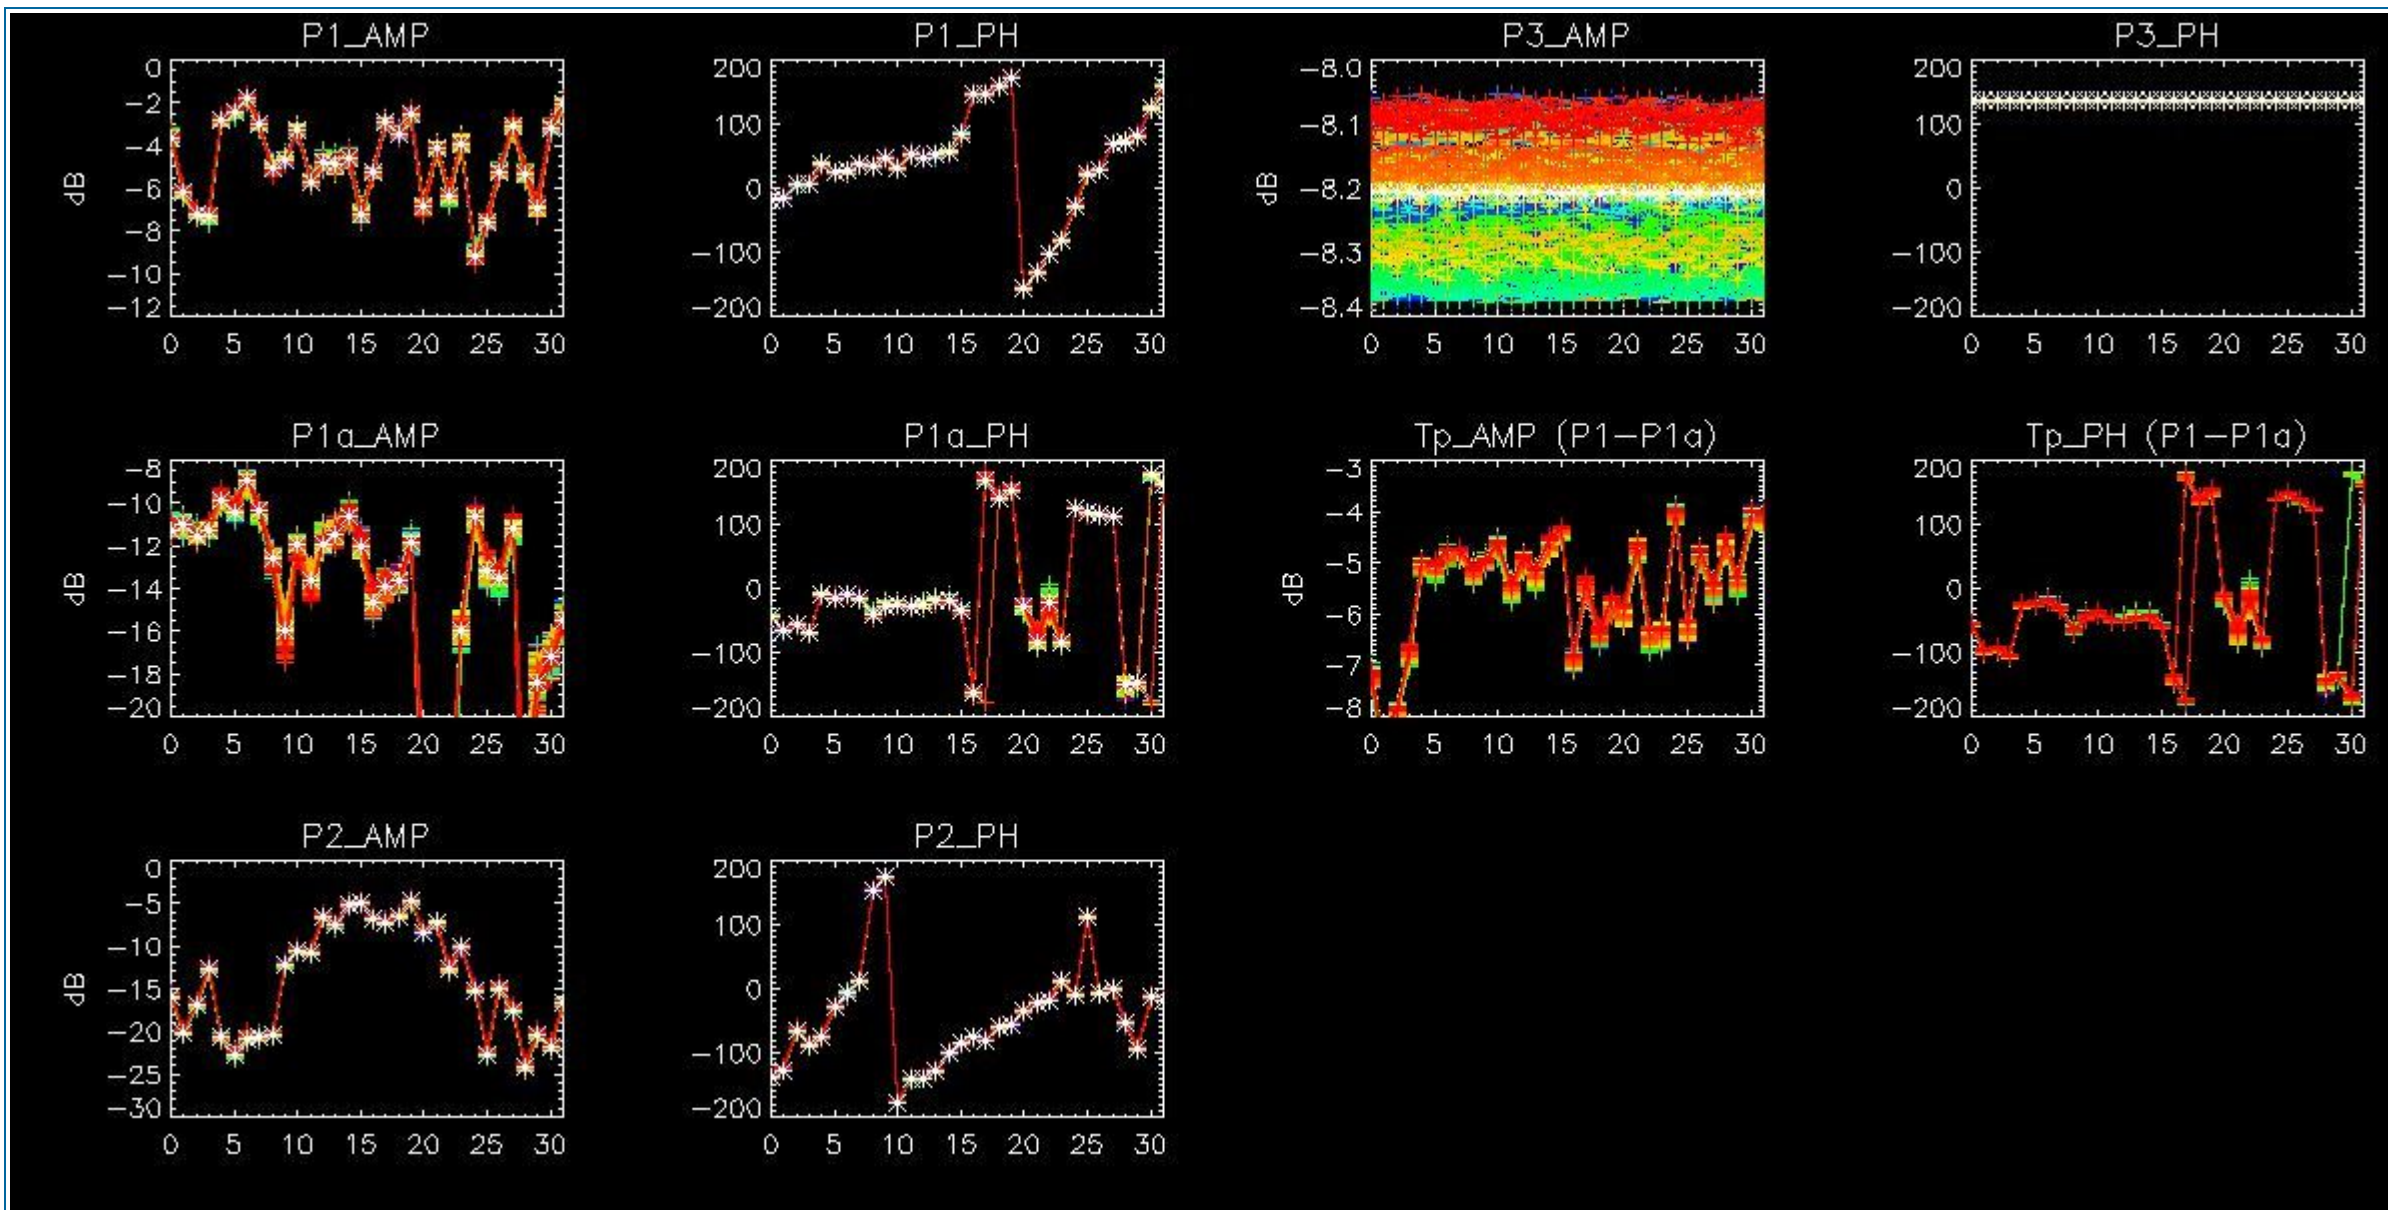 P1_AMP P1_PH P3_AMP P3_PH
0 200 −8.0 200
−2
−4 100 −8.1 100
dB −6 0 dB −8.2 0
−8
−10 −100 −8.3 −100
−12 −200 −8.4 −200
0 5 10 15 20 25 30 0 5 10 15 20 25 30 0 5 10 15 20 25 30 0 5 10 15 20 25 30
P1a_AMP P1a_PH Tp_AMP (P1−P1a) Tp_PH (P1−P1a)
−8 200 −3 200
−10 100 −4 100
−12 −5
dB −14 0 dB 0
−16 −100 −6 −100
−18 −7
−20 −200 −8 −200
0 5 10 15 20 25 30 0 5 10 15 20 25 30 0 5 10 15 20 25 30 0 5 10 15 20 25 30
P2_AMP P2_PH
0 200
−5 100
−10
dB −15 0
−20 −100
−25
−30 −200
0 5 10 15 20 25 30 0 5 10 15 20 25 30